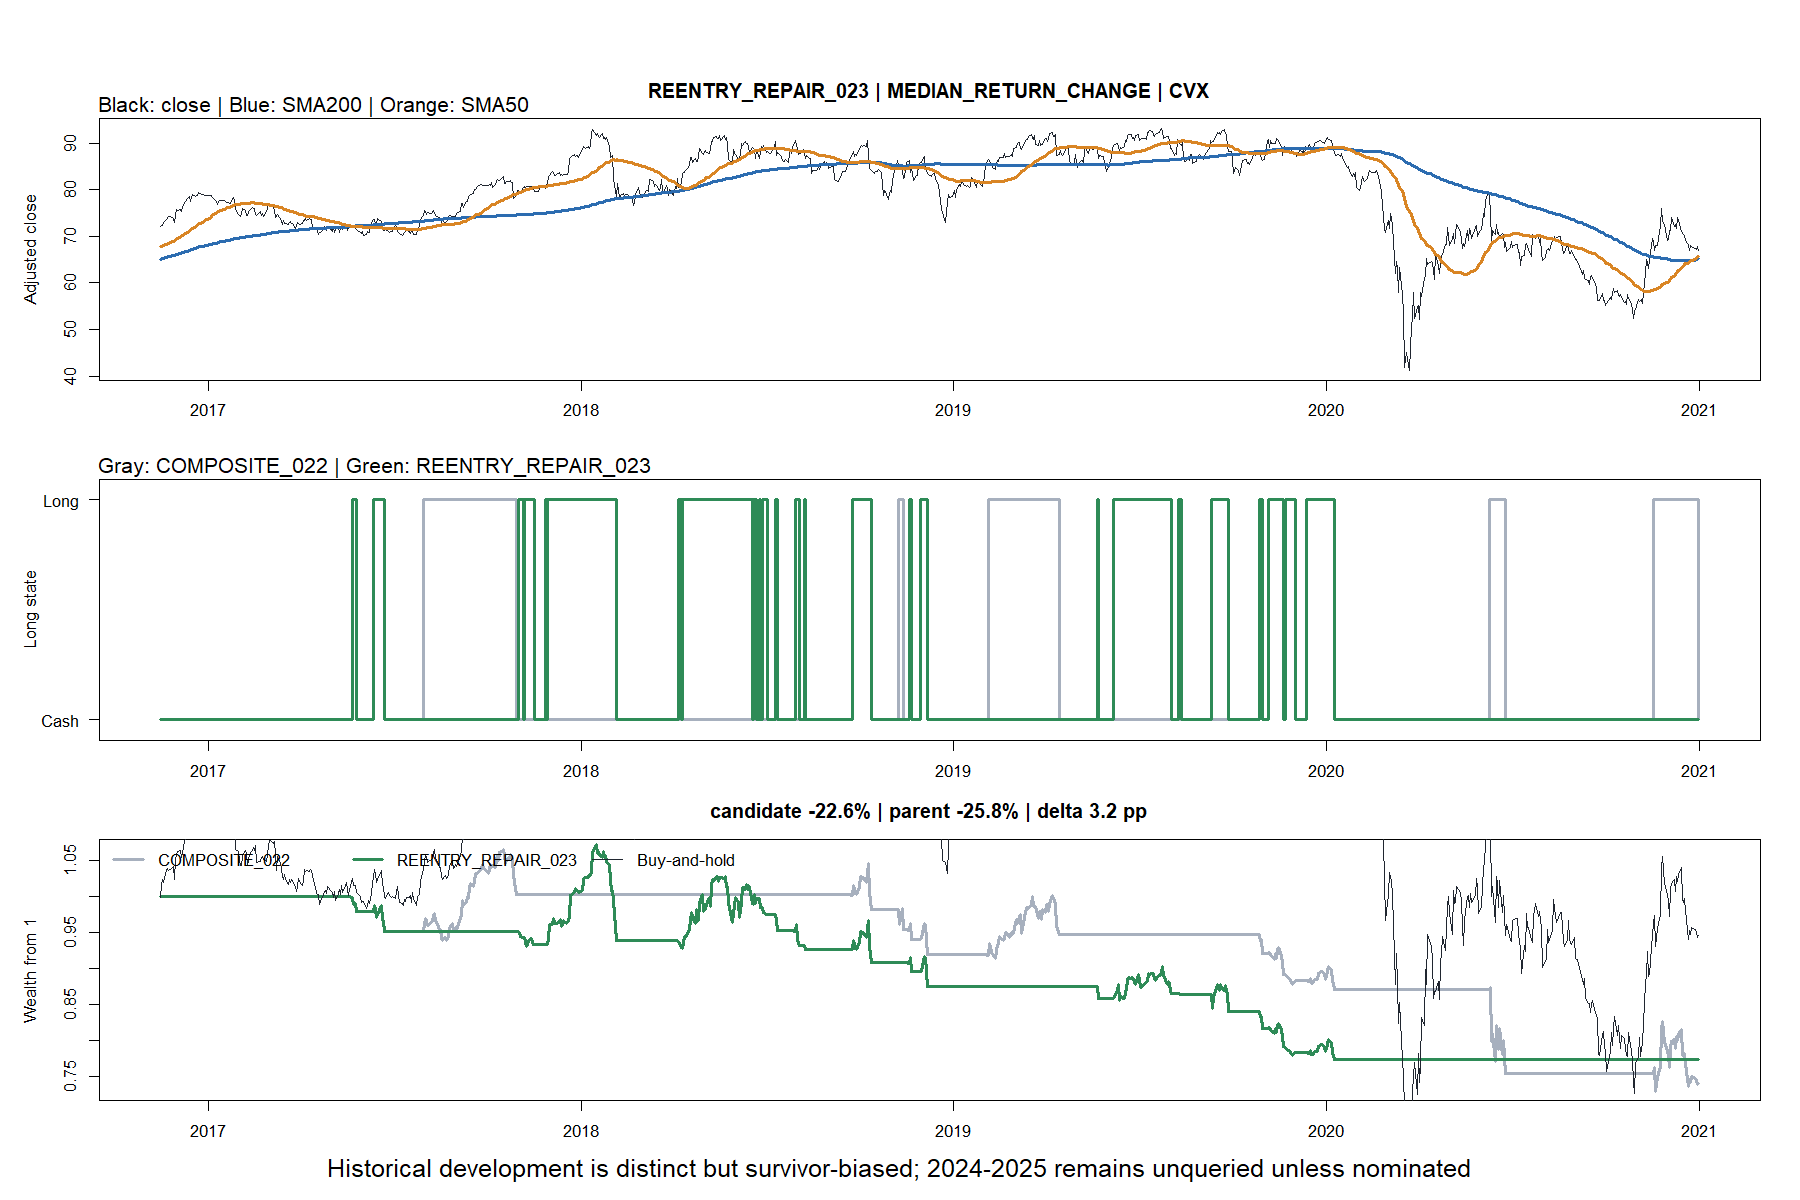 REENTRY_REPAIR_023 | MEDIAN_RETURN_CHANGE | CVX
Black: close | Blue: SMA200 | Orange: SMA50
Adjusted close
90
80
70
60
50
40
2017
2018
2019
2020
2021
Gray: COMPOSITE_022 | Green: REENTRY_REPAIR_023
Long state
Long
Cash
2017
2018
2019
2020
2021
candidate -22.6% | parent -25.8% | delta 3.2 pp
COMPOSITE_022
REENTRY_REPAIR_023
Buy-and-hold
Wealth from 1
1.05
0.95
0.85
0.75
2017
2018
2019
2020
2021
Historical development is distinct but survivor-biased; 2024-2025 remains unqueried unless nominated